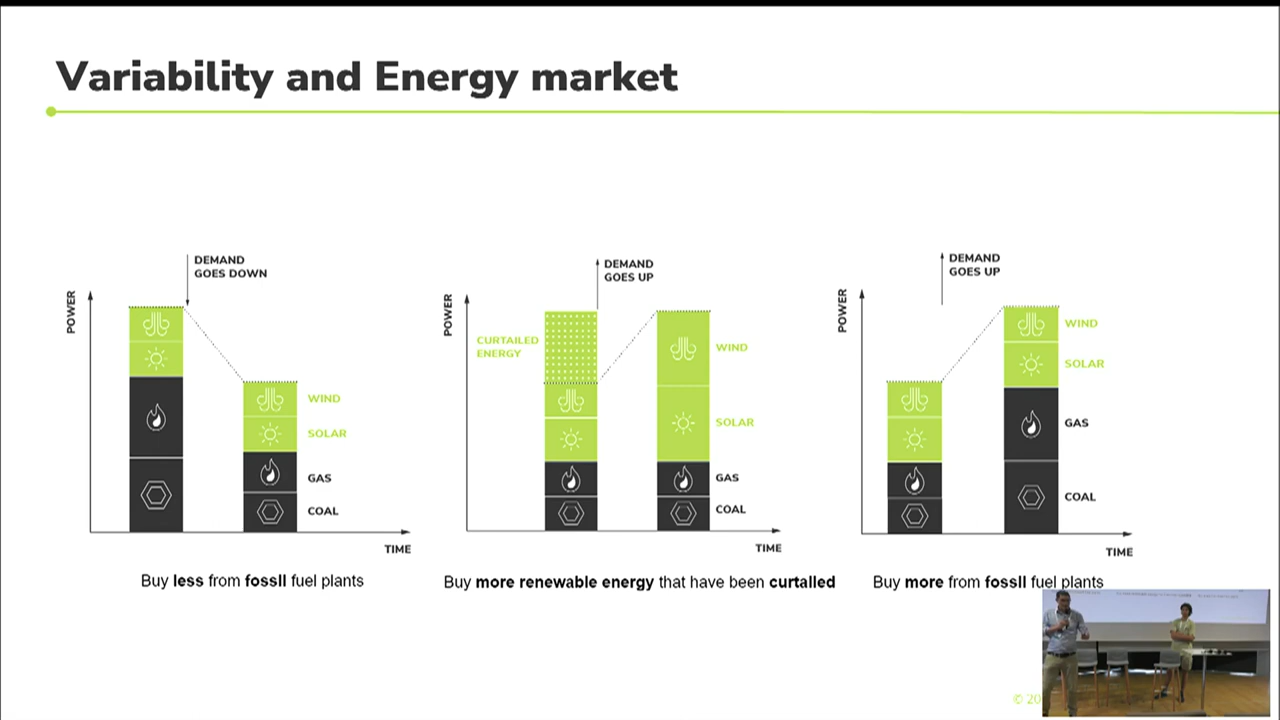 Variability and Energy market
DEMAND
GOES DOWN
POWER
WIND
SOLAR
GAS
COAL
TIME
Buy less from fossil fuel plants
DEMAND
GOES UP
POWER
CURTAILED
ENERGY
WIND
SOLAR
GAS
COAL
TIME
Buy more renewable energy that have been curtailed
DEMAND
GOES UP
POWER
WIND
SOLAR
GAS
COAL
TIME
Buy more from fossil fuel plants
© 20